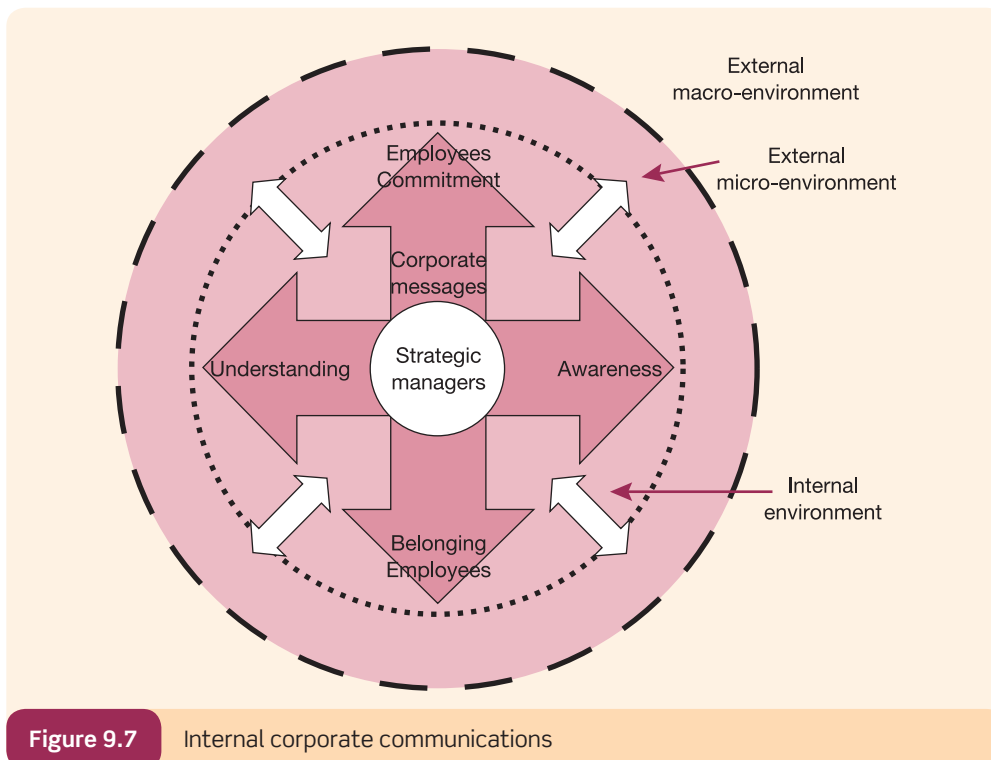 External
macro-environment
External
micro-environment
Employees
Commitment
Corporate
messages
Understanding
Strategic
managers
Awareness
Internal
environment
Belonging
Employees
Figure 9.7 Internal corporate communications